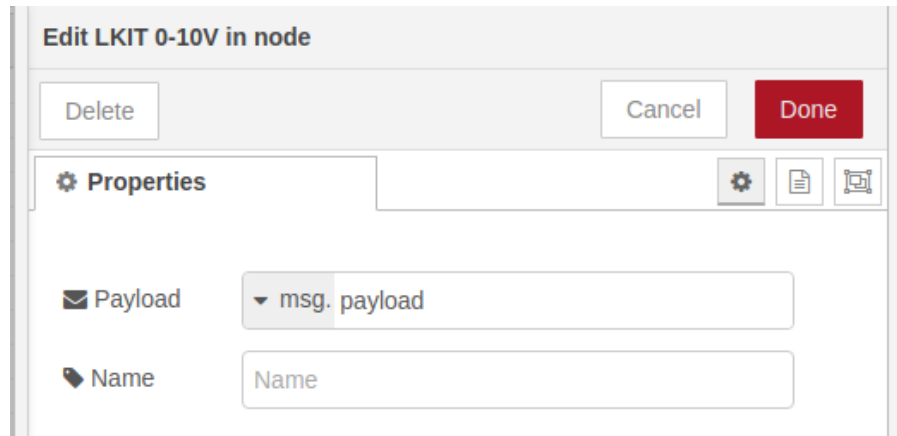 Edit LKIT 0-10V in node
Delete Cancel Done
Properties
Payload msg. payload
Name Name